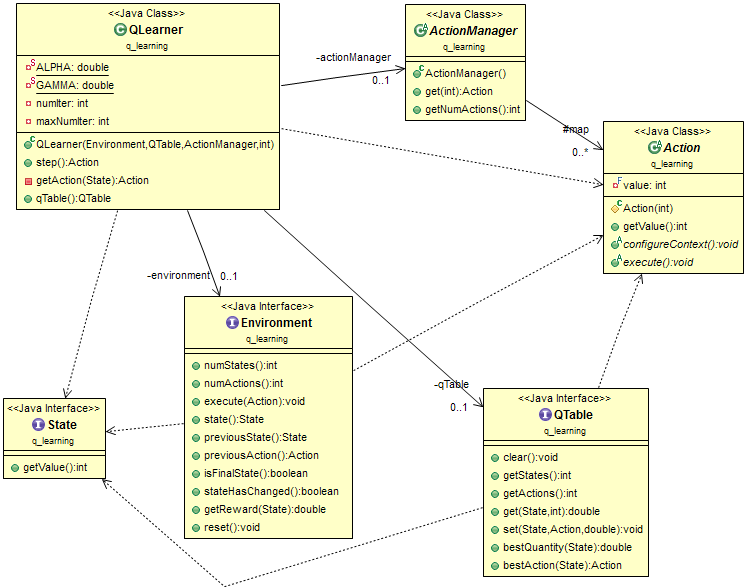 <<Java Class>>
QLearner
q_learning
ALPHA: double
GAMMA: double
numIter: int
maxNumIter: int
QLearner(Environment,QTable,ActionManager,int)
step():Action
getAction(State):Action
qTable():QTable
-actionManager
0..1
<<Java Class>>
ActionManager
q_learning
ActionManager()
get(int):Action
getNumActions():int
#map
0..*
<<Java Class>>
Action
q_learning
value: int
Action(int)
getValue():int
configureContext():void
execute():void
-environment
0..1
<<Java Interface>>
Environment
q_learning
numStates():int
numActions():int
execute(Action):void
state():State
previousState():State
previousAction():Action
isFinalState():boolean
stateHasChanged():boolean
getReward(State):double
reset():void
<<Java Interface>>
State
q_learning
getValue():int
-qTable
0..1
<<Java Interface>>
QTable
q_learning
clear():void
getStates():int
getActions():int
get(State,int):double
set(State,Action,double):void
bestQuantity(State):double
bestAction(State):Action